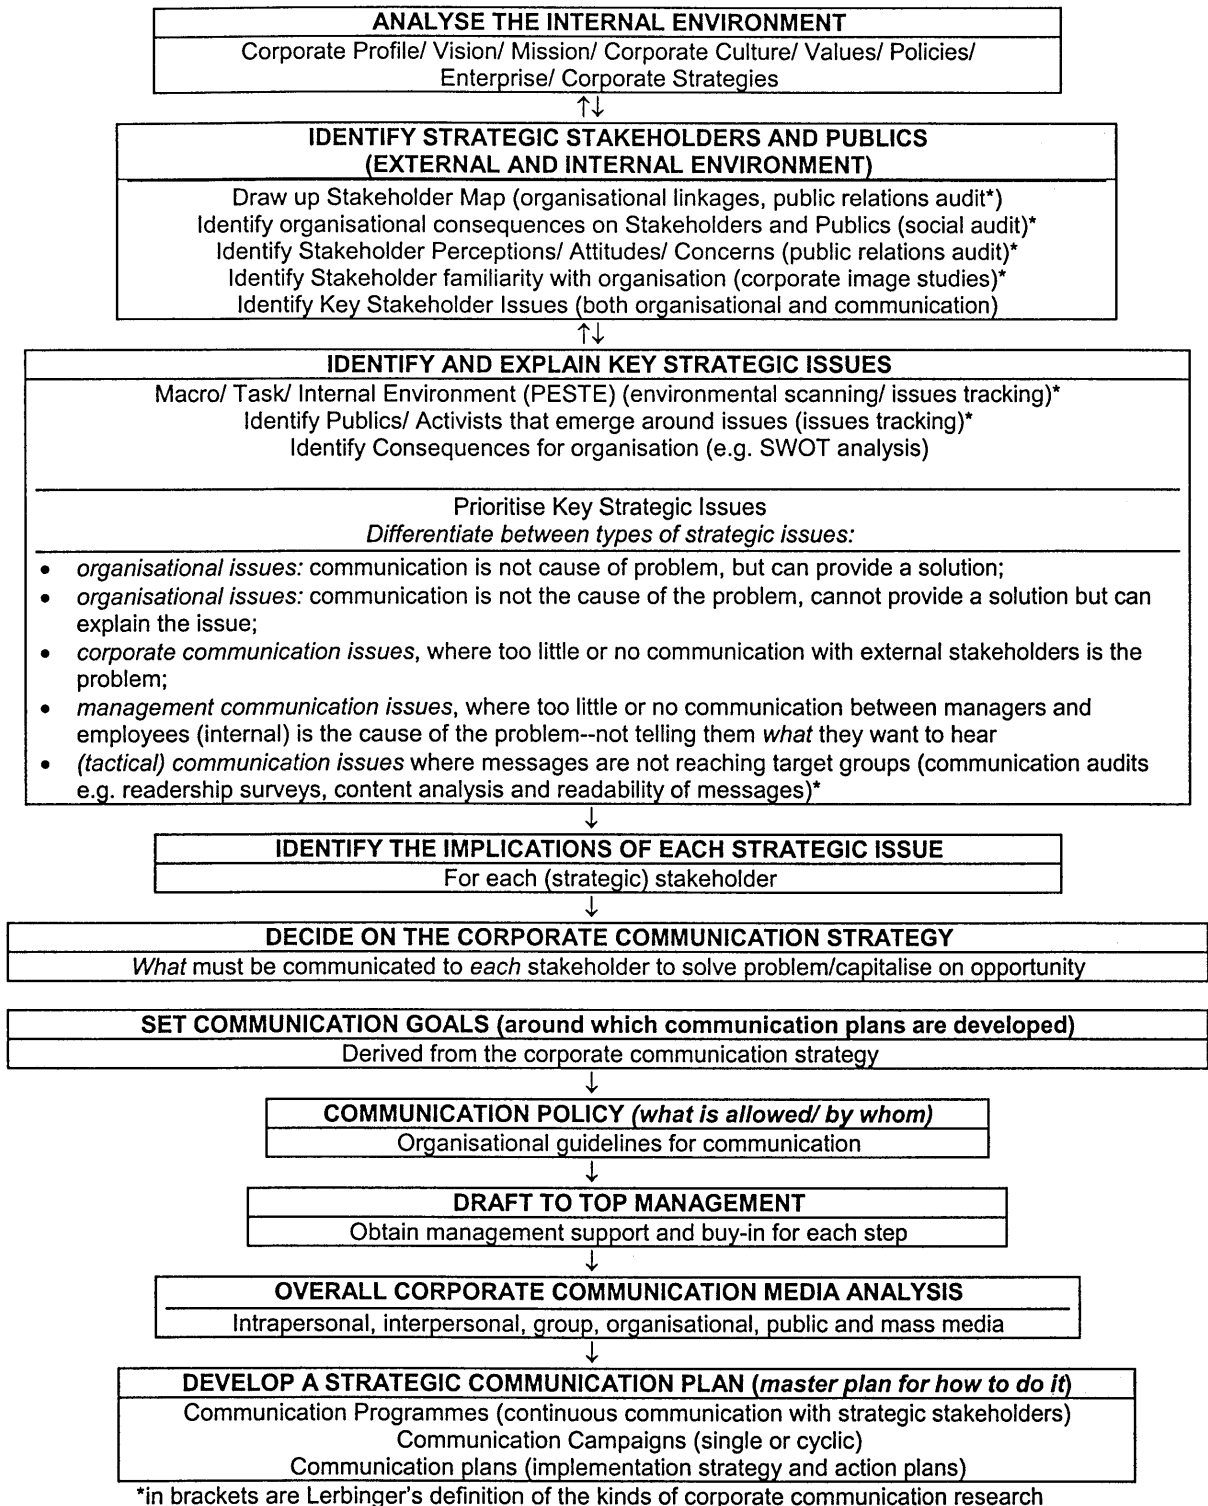 ANALYSE THE INTERNAL ENVIRONMENT
Corporate Profile/ Vision/ Mission/ Corporate Culture/ Values/ Policies/
Enterprise/ Corporate Strategies
↑↓
IDENTIFY STRATEGIC STAKEHOLDERS AND PUBLICS
(EXTERNAL AND INTERNAL ENVIRONMENT)
Draw up Stakeholder Map (organisational linkages, public relations audit*)
Identify organisational consequences on Stakeholders and Publics (social audit)*
Identify Stakeholder Perceptions/ Attitudes/ Concerns (public relations audit)*
Identify Stakeholder familiarity with organisation (corporate image studies)*
Identify Key Stakeholder Issues (both organisational and communication)
↑↓
IDENTIFY AND EXPLAIN KEY STRATEGIC ISSUES
Macro/ Task/ Internal Environment (PESTE) (environmental scanning/ issues tracking)*
Identify Publics/ Activists that emerge around issues (issues tracking)*
Identify Consequences for organisation (e.g. SWOT analysis)
Prioritise Key Strategic Issues
Differentiate between types of strategic issues:
• organisational issues: communication is not cause of problem, but can provide a solution;
• organisational issues: communication is not the cause of the problem, cannot provide a solution but can
explain the issue;
• corporate communication issues, where too little or no communication with external stakeholders is the
problem;
• management communication issues, where too little or no communication between managers and
employees (internal) is the cause of the problem--not telling them what they want to hear
• (tactical) communication issues where messages are not reaching target groups (communication audits
e.g. readership surveys, content analysis and readability of messages)*
↓
IDENTIFY THE IMPLICATIONS OF EACH STRATEGIC ISSUE
For each (strategic) stakeholder
↓
DECIDE ON THE CORPORATE COMMUNICATION STRATEGY
What must be communicated to each stakeholder to solve problem/capitalise on opportunity
SET COMMUNICATION GOALS (around which communication plans are developed)
Derived from the corporate communication strategy
↓
COMMUNICATION POLICY (what is allowed/ by whom)
Organisational guidelines for communication
↓
DRAFT TO TOP MANAGEMENT
Obtain management support and buy-in for each step
↓
OVERALL CORPORATE COMMUNICATION MEDIA ANALYSIS
Intrapersonal, interpersonal, group, organisational, public and mass media
↓
DEVELOP A STRATEGIC COMMUNICATION PLAN (master plan for how to do it)
Communication Programmes (continuous communication with strategic stakeholders)
Communication Campaigns (single or cyclic)
Communication plans (implementation strategy and action plans)
*in brackets are Lerbinger's definition of the kinds of corporate communication research